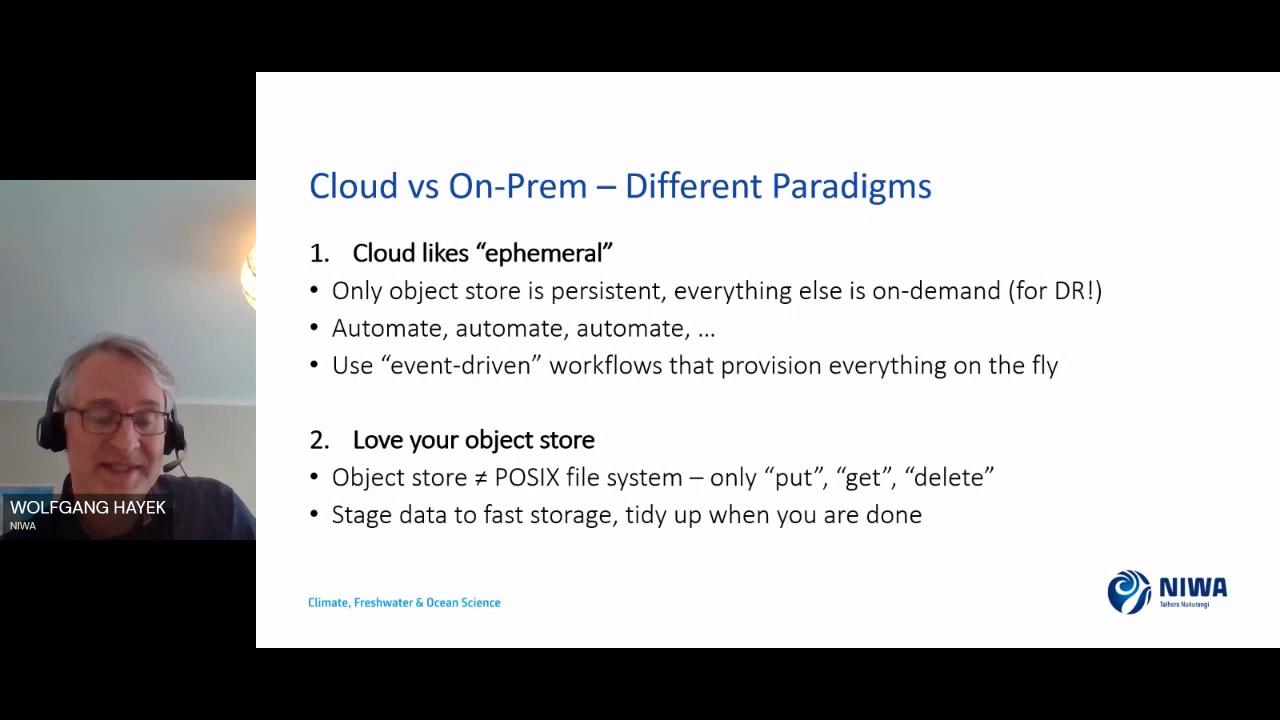 Cloud vs On-Prem – Different Paradigms
1. Cloud likes “ephemeral”
• Only object store is persistent, everything else is on-demand (for DR!)
• Automate, automate, automate, …
• Use “event-driven” workflows that provision everything on the fly
2. Love your object store
• Object store ≠ POSIX file system – only “put”, “get”, “delete”
• Stage data to fast storage, tidy up when you are done
WOLFGANG HAYEK
NIWA
Climate, Freshwater & Ocean Science
NIWA
Taihoro Nukurangi